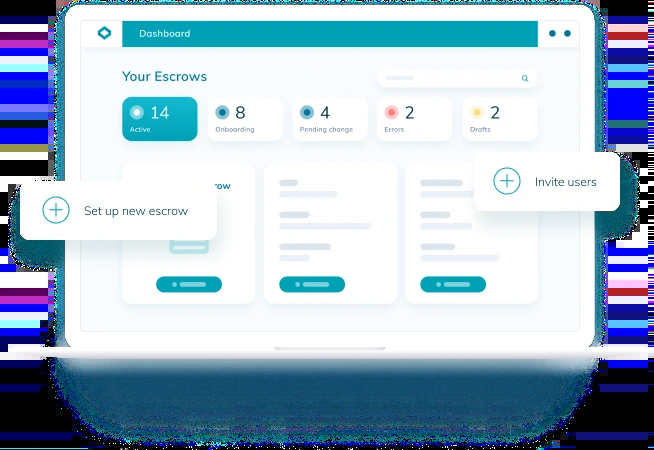 Dashboard
Your Escrows
14
Active
8
Onboarding
4
Pending change
2
Errors
2
Drafts
Set up new escrow
Invite users